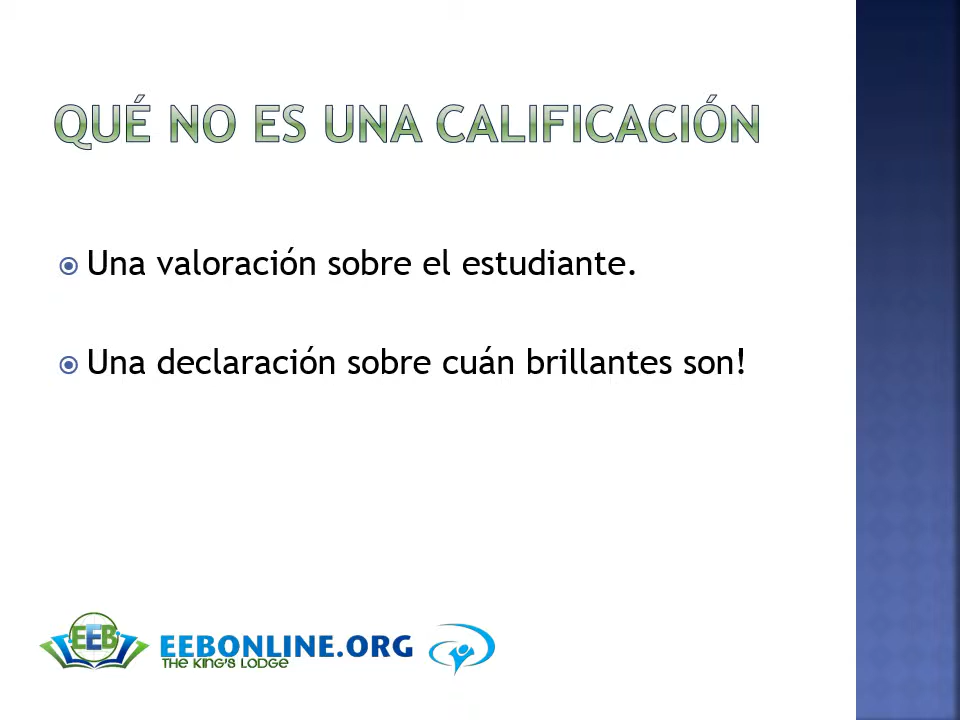 QUÉ NO ES UNA CALIFICACIÓN
Una valoración sobre el estudiante.
Una declaración sobre cuán brillantes son!
EEB
EEBONLINE.ORG
THE KING'S LODGE